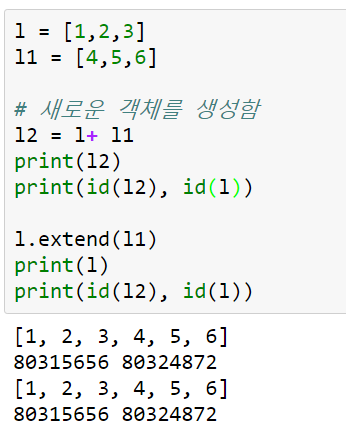 l = [1,2,3]
l1 = [4,5,6]
# 새로운 객체를 생성함
l2 = l+ l1
print(l2)
print(id(l2), id(l))
l.extend(l1)
print(l)
print(id(l2), id(l))
[1, 2, 3, 4, 5, 6]
80315656 80324872
[1, 2, 3, 4, 5, 6]
80315656 80324872